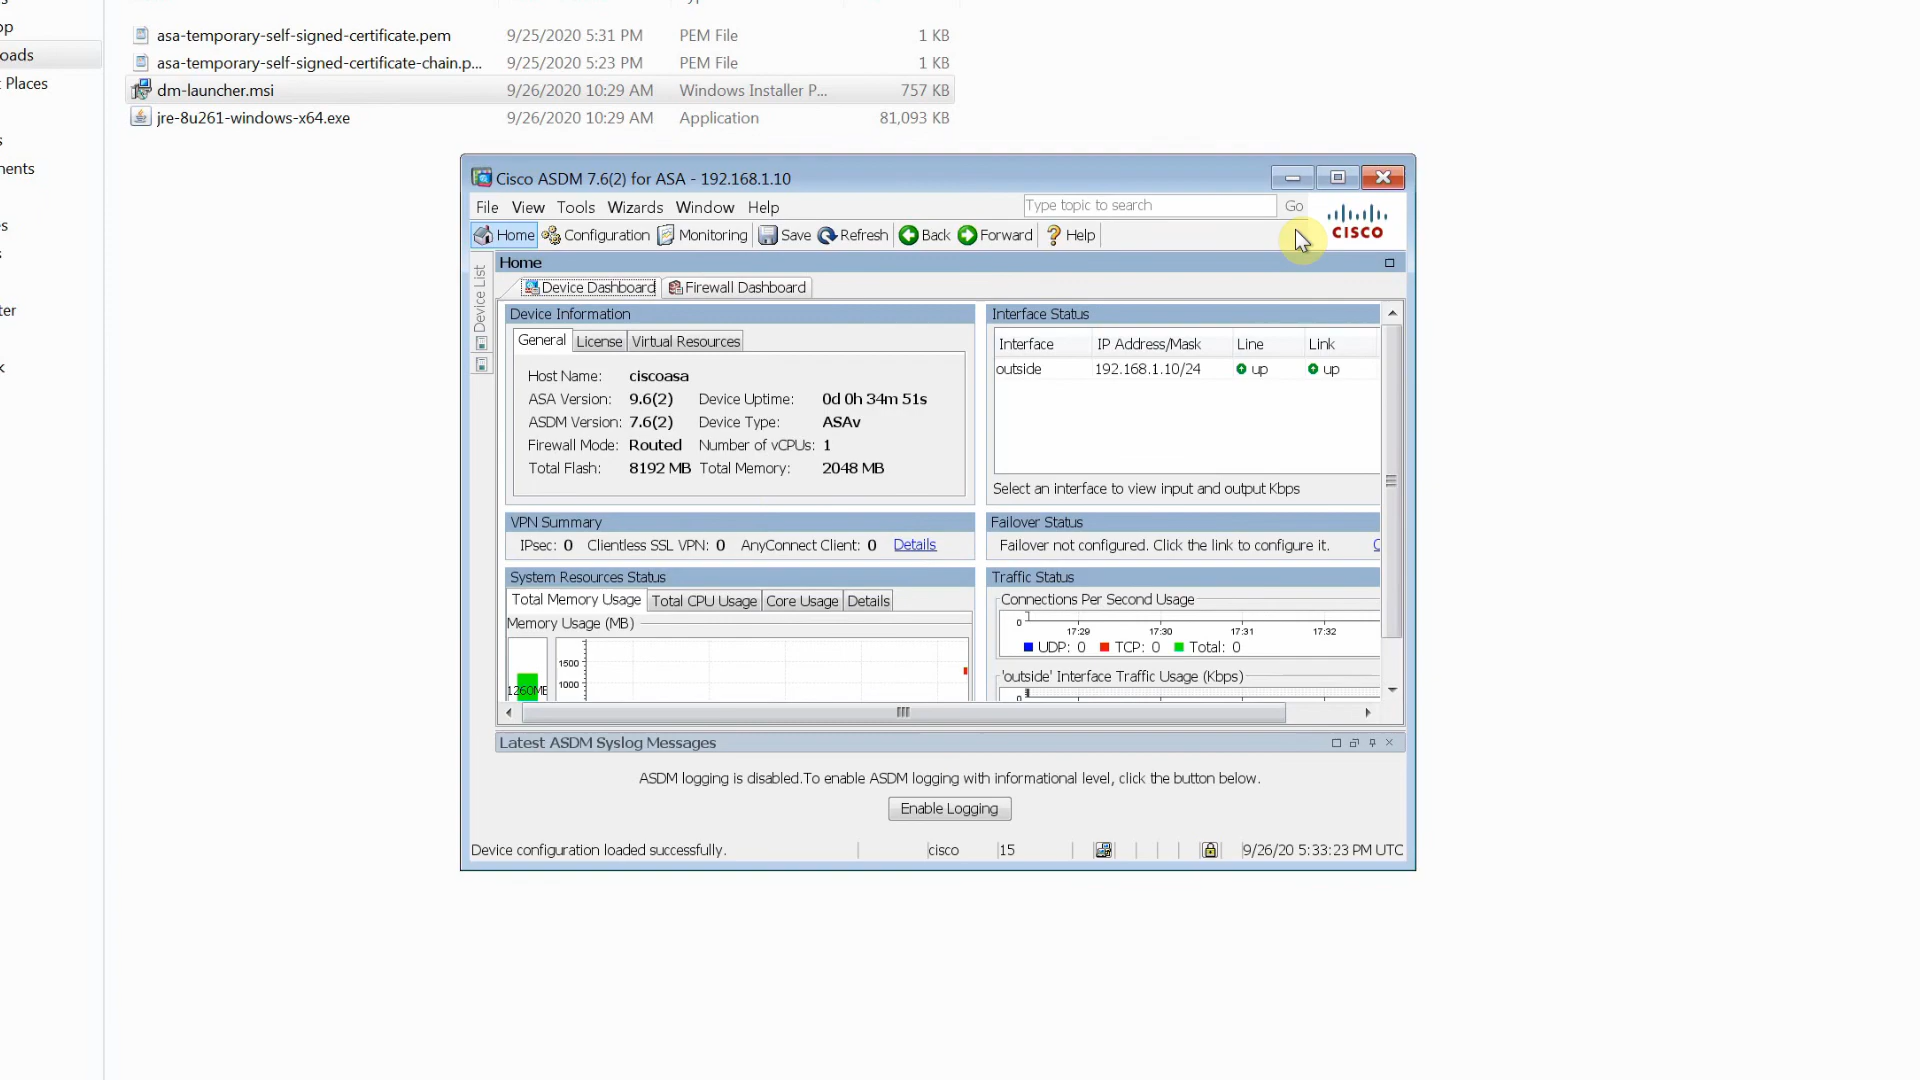 op
oads
Places
s
ments
es
s
ter
k
asa-temporary-self-signed-certificate.pem 9/25/2020 5:31 PM PEM File 1 KB
asa-temporary-self-signed-certificate-chain.p... 9/25/2020 5:23 PM PEM File 1 KB
dm-launcher.msi 9/26/2020 10:29 AM Windows Installer P... 757 KB
jre-8u261-windows-x64.exe 9/26/2020 10:29 AM Application 81,093 KB
Cisco ASDM 7.6(2) for ASA - 192.168.1.10
File View Tools Wizards Window Help Type topic to search Go
CISCO
Home Configuration Monitoring Save Refresh Back Forward Help
Device List
Home
Device Dashboard Firewall Dashboard
Device Information
General License Virtual Resources
Host Name: ciscoasa
ASA Version: 9.6(2) Device Uptime: 0d 0h 34m 51s
ASDM Version: 7.6(2) Device Type: ASAv
Firewall Mode: Routed Number of vCPUs: 1
Total Flash: 8192 MB Total Memory: 2048 MB
Interface Status
Interface IP Address/Mask Line Link
outside 192.168.1.10/24 up up
Select an interface to view input and output Kbps
VPN Summary
IPsec: 0 Clientless SSL VPN: 0 AnyConnect Client: 0 Details
Failover Status
Failover not configured. Click the link to configure it. C
System Resources Status
Total Memory Usage Total CPU Usage Core Usage Details
Memory Usage (MB)
1500
1000
1260MB
Traffic Status
Connections Per Second Usage
0
17:29 17:30 17:31 17:32
UDP: 0 TCP: 0 Total: 0
'outside' Interface Traffic Usage (Kbps)
0
Latest ASDM Syslog Messages
ASDM logging is disabled.To enable ASDM logging with informational level, click the button below.
Enable Logging
Device configuration loaded successfully. cisco 15 9/26/20 5:33:23 PM UTC